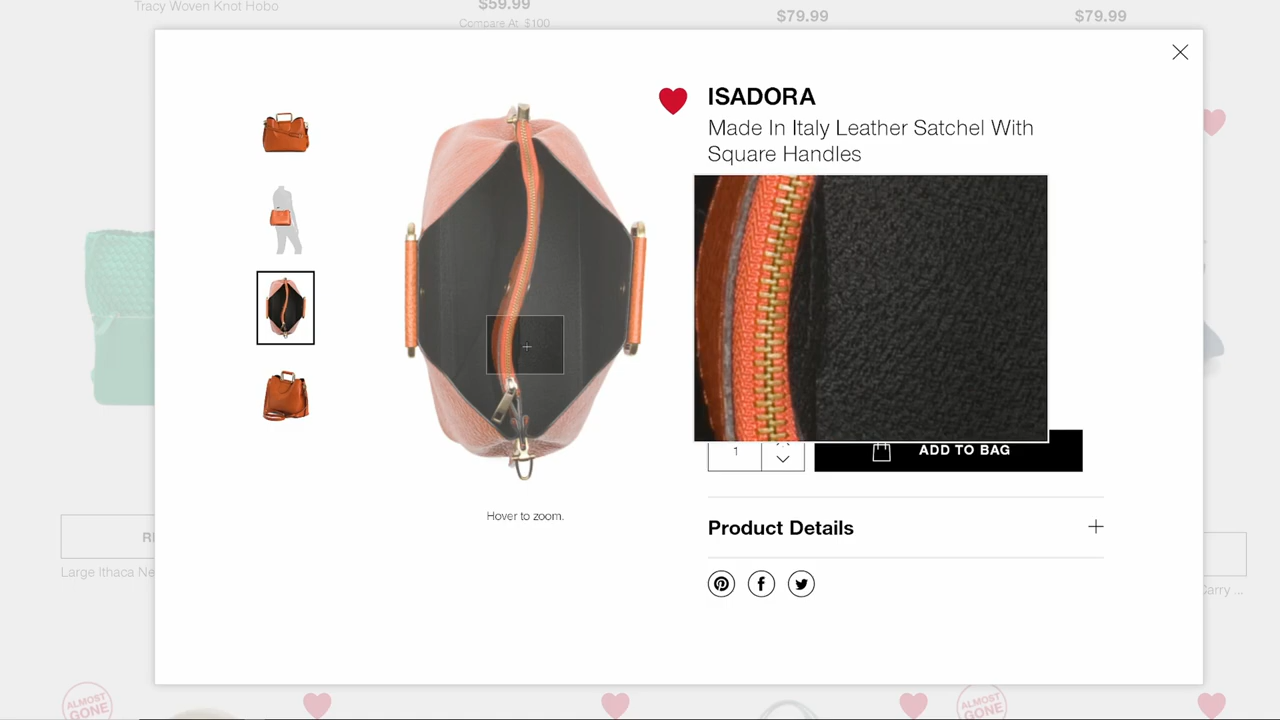 Tracy Woven Knot Hobo
$59.99
Compare At $100
$79.99
$79.99
ISADORA
Made In Italy Leather Satchel With
Square Handles
1
ADD TO BAG
Hover to zoom.
Product Details
Large Ithaca Ne
Carry ...
ALMOST
GONE
ALMOST
GONE